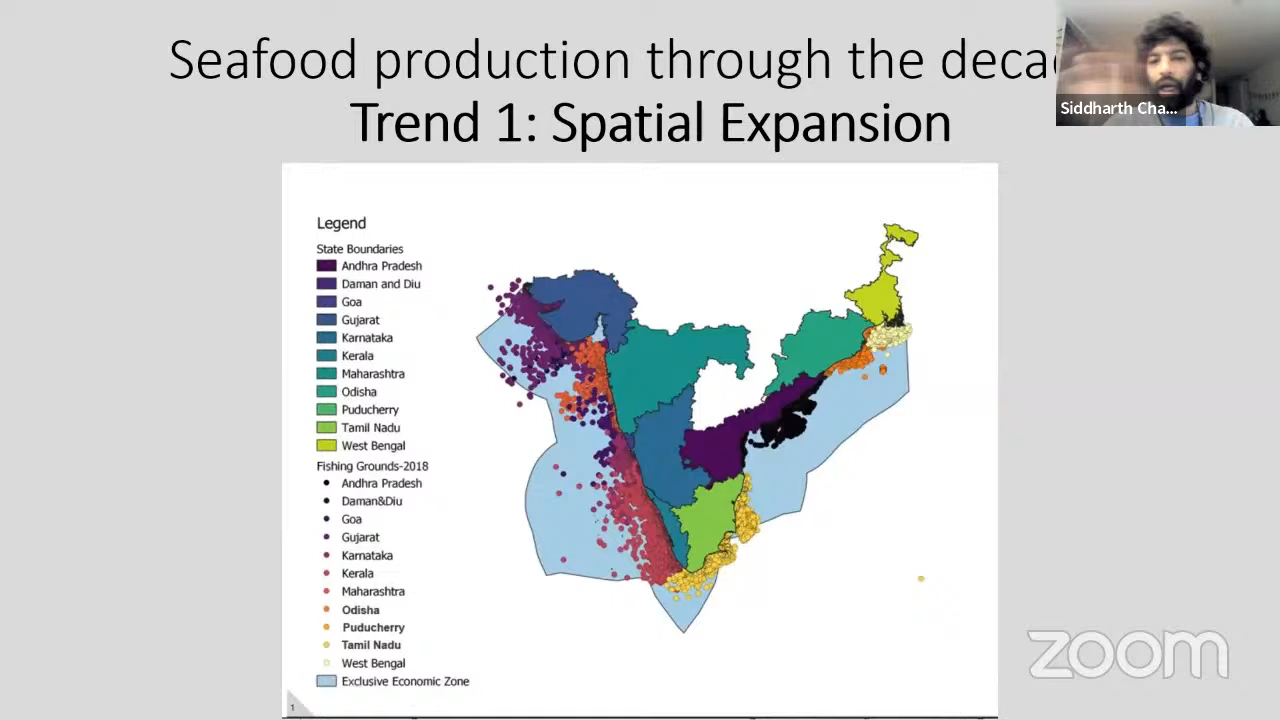 Seafood production through the deca
Trend 1: Spatial Expansion
Siddharth Cha...
Legend
State Boundaries
Andhra Pradesh
Daman and Diu
Goa
Gujarat
Karnataka
Kerala
Maharashtra
Odisha
Puducherry
Tamil Nadu
West Bengal
Fishing Grounds-2018
Andhra Pradesh
Daman&Diu
Goa
Gujarat
Karnataka
Kerala
Maharashtra
Odisha
Puducherry
Tamil Nadu
West Bengal
Exclusive Economic Zone
1
zoom